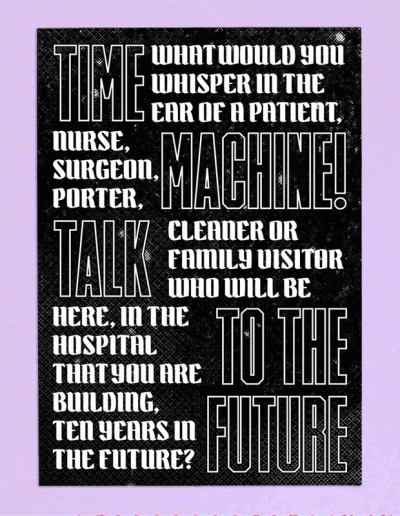 TIME
WHAT WOULD YOU
WHISPER IN THE
EAR OF A PATIENT,
NURSE,
SURGEON,
PORTER,
MACHINE!
TALK
CLEANER OR
FAMILY VISITOR
WHO WILL BE
HERE, IN THE
HOSPITAL
THAT YOU ARE
BUILDING,
TEN YEARS IN
THE FUTURE?
TO THE
FUTURE